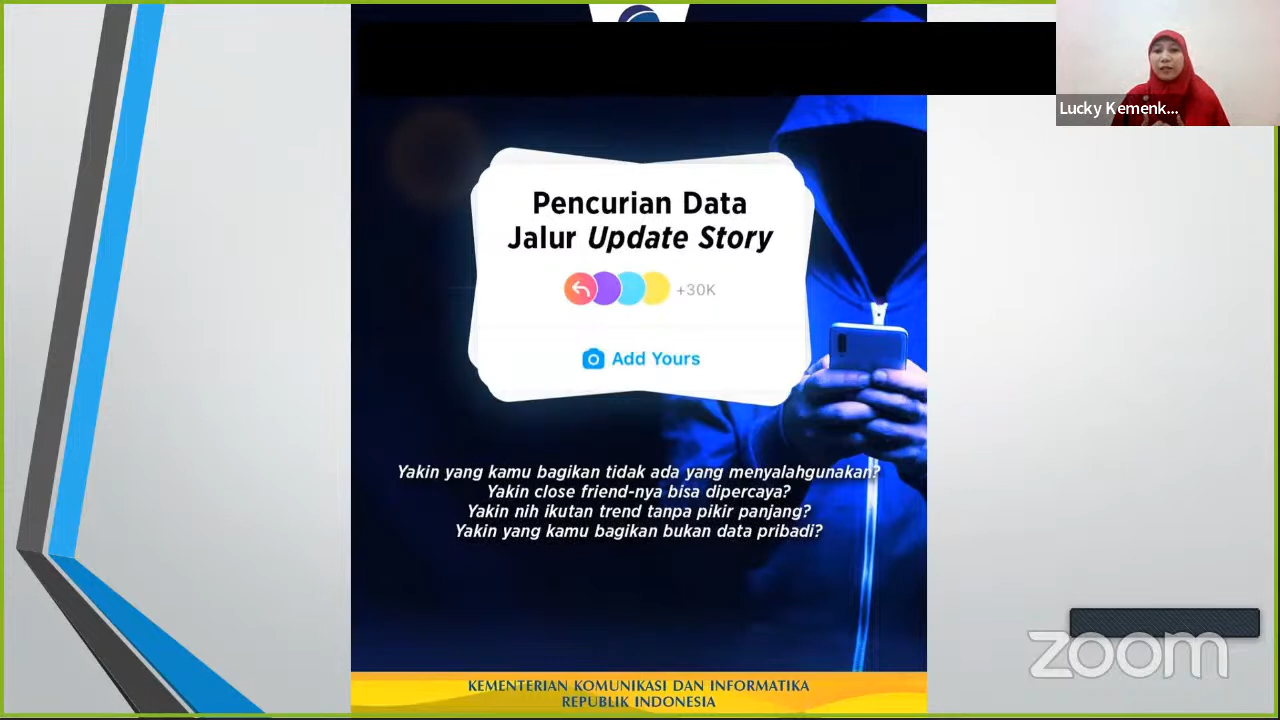 Lucky Kemenk...
Pencurian Data
Jalur Update Story
+30K
Add Yours
Yakin yang kamu bagikan tidak ada yang menyalahgunakan?
Yakin close friend-nya bisa dipercaya?
Yakin nih ikutan trend tanpa pikir panjang?
Yakin yang kamu bagikan bukan data pribadi?
zoom
KEMENTERIAN KOMUNIKASI DAN INFORMATIKA
REPUBLIK INDONESIA